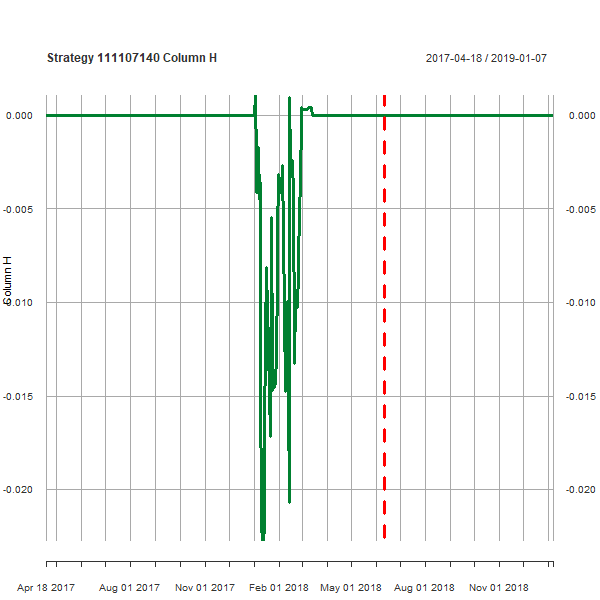 Strategy 111107140 Column H
2017-04-18 / 2019-01-07
0.000
0.000
-0.005
-0.005
Column H
-0.010
-0.010
-0.015
-0.015
-0.020
-0.020
Apr 18 2017
Aug 01 2017
Nov 01 2017
Feb 01 2018
May 01 2018
Aug 01 2018
Nov 01 2018